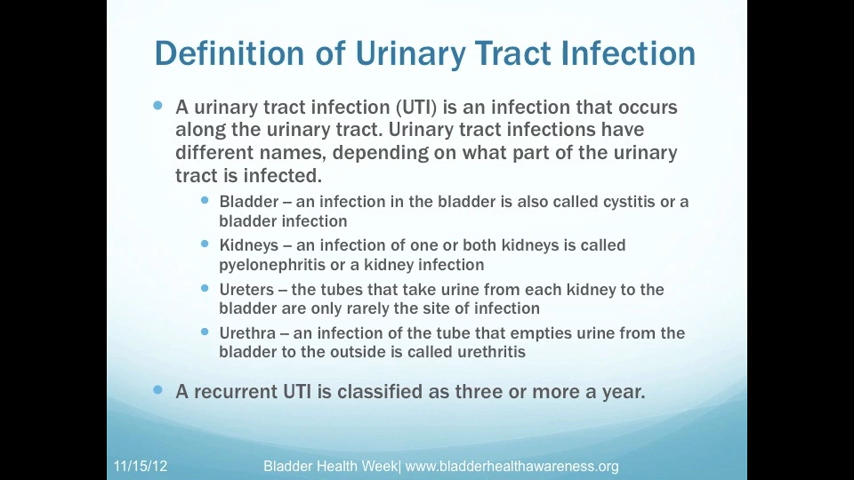 Definition of Urinary Tract Infection
A urinary tract infection (UTI) is an infection that occurs
along the urinary tract. Urinary tract infections have
different names, depending on what part of the urinary
tract is infected.
Bladder – an infection in the bladder is also called cystitis or a
bladder infection
Kidneys – an infection of one or both kidneys is called
pyelonephritis or a kidney infection
Ureters – the tubes that take urine from each kidney to the
bladder are only rarely the site of infection
Urethra – an infection of the tube that empties urine from the
bladder to the outside is called urethritis
A recurrent UTI is classified as three or more a year.
11/15/12 Bladder Health Week| www.bladderhealthawareness.org